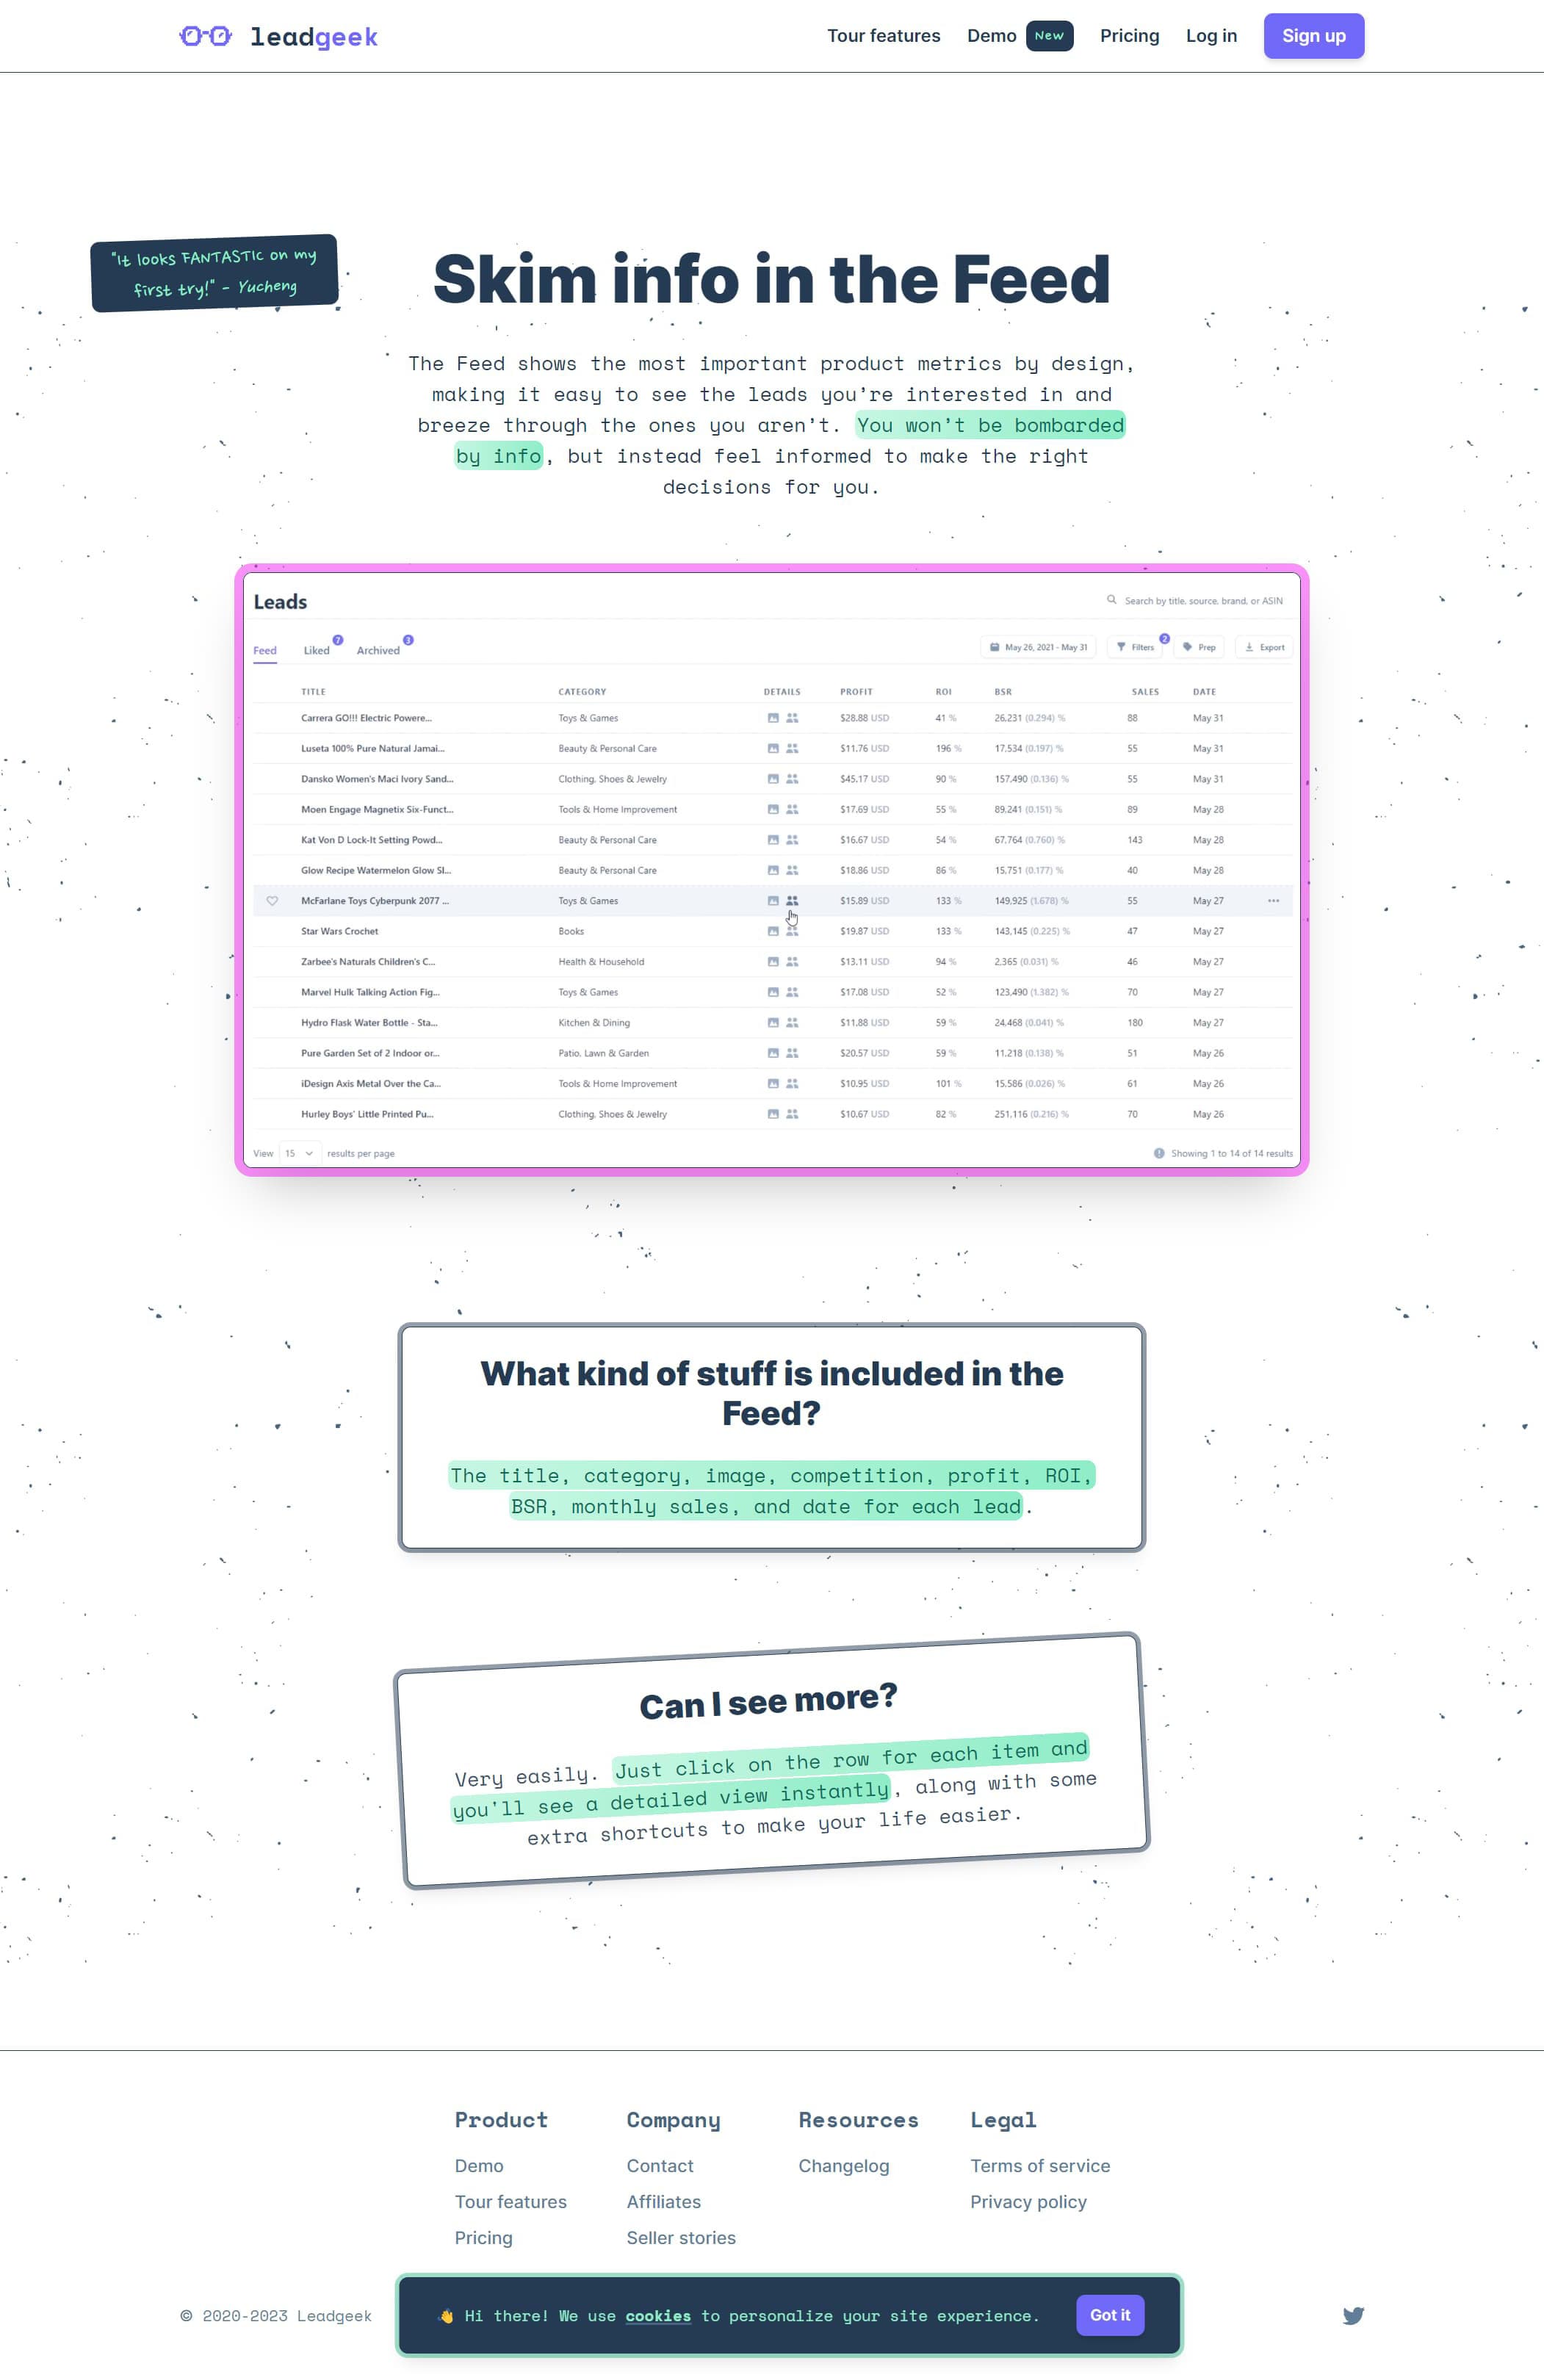 leadgeek
Tour features
Demo
New
Pricing
Log in
Sign up
"It looks FANTASTIC on my
first try!" - Yucheng
Skim info in the Feed
The Feed shows the most important product metrics by design,
making it easy to see the leads you're interested in and
breeze through the ones you aren't. You won't be bombarded
by info, but instead feel informed to make the right
decisions for you.
Leads
Search by title, source, brand, or ASIN
Feed
Liked 7
Archived 3
May 26, 2021 - May 31
Filters 2
Prep
Export
TITLE CATEGORY DETAILS PROFIT ROI BSR SALES DATE
Carrera GO!!! Electric Powere... Toys & Games $28.88 USD 41 % 26,231 (0.294) % 88 May 31
Luseta 100% Pure Natural Jamai... Beauty & Personal Care $11.76 USD 196 % 17,534 (0.197) % 55 May 31
Dansko Women's Maci Ivory Sand... Clothing, Shoes & Jewelry $45.17 USD 90 % 157,490 (0.136) % 55 May 31
Moen Engage Magnetix Six-Funct... Tools & Home Improvement $17.69 USD 55 % 89,241 (0.151) % 89 May 28
Kat Von D Lock-It Setting Powd... Beauty & Personal Care $16.67 USD 54 % 67,764 (0.760) % 143 May 28
Glow Recipe Watermelon Glow Sl... Beauty & Personal Care $18.86 USD 86 % 15,751 (0.177) % 40 May 28
McFarlane Toys Cyberpunk 2077 ... Toys & Games $15.89 USD 133 % 149,925 (1.678) % 55 May 27
Star Wars Crochet Books $19.87 USD 133 % 143,145 (0.225) % 47 May 27
Zarbee's Naturals Children's C... Health & Household $13.11 USD 94 % 2,365 (0.031) % 46 May 27
Marvel Hulk Talking Action Fig... Toys & Games $17.08 USD 52 % 123,490 (1.382) % 70 May 27
Hydro Flask Water Bottle - Sta... Kitchen & Dining $11.88 USD 59 % 24,468 (0.041) % 180 May 27
Pure Garden Set of 2 Indoor or... Patio, Lawn & Garden $20.57 USD 59 % 11,218 (0.138) % 51 May 26
iDesign Axis Metal Over the Ca... Tools & Home Improvement $10.95 USD 101 % 15,586 (0.026) % 61 May 26
Hurley Boys' Little Printed Pu... Clothing, Shoes & Jewelry $10.67 USD 82 % 251,116 (0.216) % 70 May 26
View 15 results per page
Showing 1 to 14 of 14 results
What kind of stuff is included in the
Feed?
The title, category, image, competition, profit, ROI,
BSR, monthly sales, and date for each lead.
Can I see more?
Very easily. Just click on the row for each item and
you'll see a detailed view instantly, along with some
extra shortcuts to make your life easier.
Product
Demo
Tour features
Pricing
Company
Contact
Affiliates
Seller stories
Resources
Changelog
Legal
Terms of service
Privacy policy
© 2020-2023 Leadgeek
👋 Hi there! We use cookies to personalize your site experience.
Got it